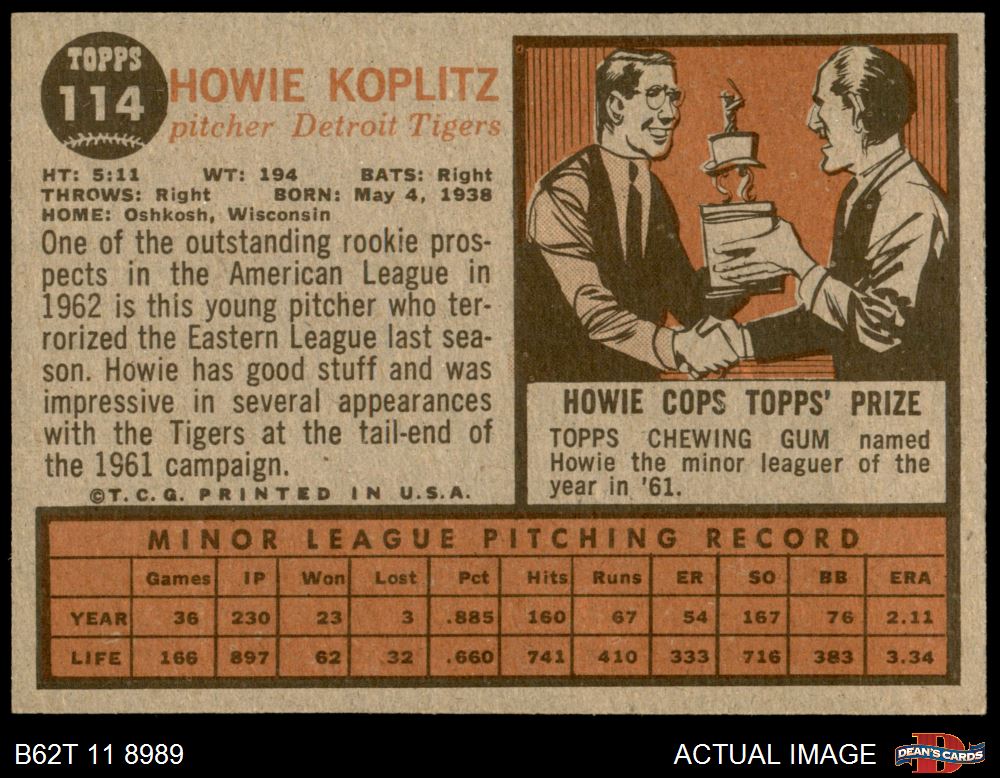 TOPPS
114
HOWIE KOPLITZ
pitcher Detroit Tigers
HT: 5:11 WT: 194 BATS: Right
THROWS: Right BORN: May 4, 1938
HOME: Oshkosh, Wisconsin
One of the outstanding rookie pros-
pects in the American League in
1962 is this young pitcher who ter-
rorized the Eastern League last sea-
son. Howie has good stuff and was
impressive in several appearances
with the Tigers at the tail-end of
the 1961 campaign.
©T.C.G. PRINTED IN U.S.A.
HOWIE COPS TOPPS' PRIZE
TOPPS CHEWING GUM named
Howie the minor leaguer of the
year in '61.
MINOR LEAGUE PITCHING RECORD
Games IP Won Lost Pct Hits Runs ER SO BB ERA
YEAR 36 230 23 3 .885 160 67 54 167 76 2.11
LIFE 166 897 62 32 .660 741 410 333 716 383 3.34
B62T 11 8989
ACTUAL IMAGE
DEAN'S CARDS